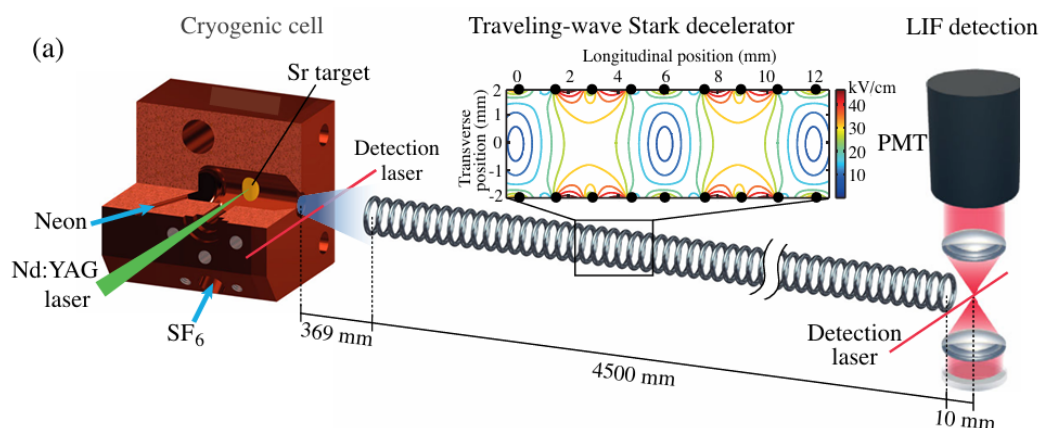 (a)
Cryogenic cell
Traveling-wave Stark decelerator
LIF detection
Sr target
Longitudinal position (mm)
0 2 4 6 8 10 12
kV/cm
40
30
20
10
Transverse
position (mm)
2
0
-2
PMT
Detection
laser
Neon
Nd:YAG
laser
SF6
369 mm
4500 mm
10 mm
Detection
laser